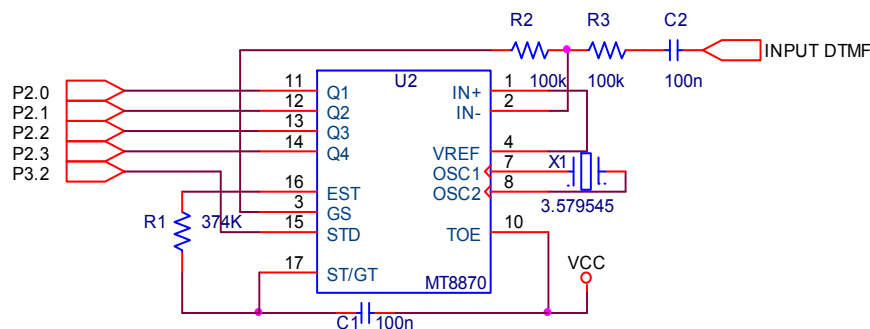 R2 R3 C2
INPUT DTMF
100k 100k 100n
U2
P2.0 11 Q1 IN+ 1
P2.1 12 Q2 IN- 2
P2.2 13 Q3
P2.3 14 Q4 VREF 4
P3.2 OSC1 7 X1
16 EST OSC2 8
3 GS 3.579545
R1 374K 15 STD TOE 10
17 ST/GT VCC
MT8870
C1 100n